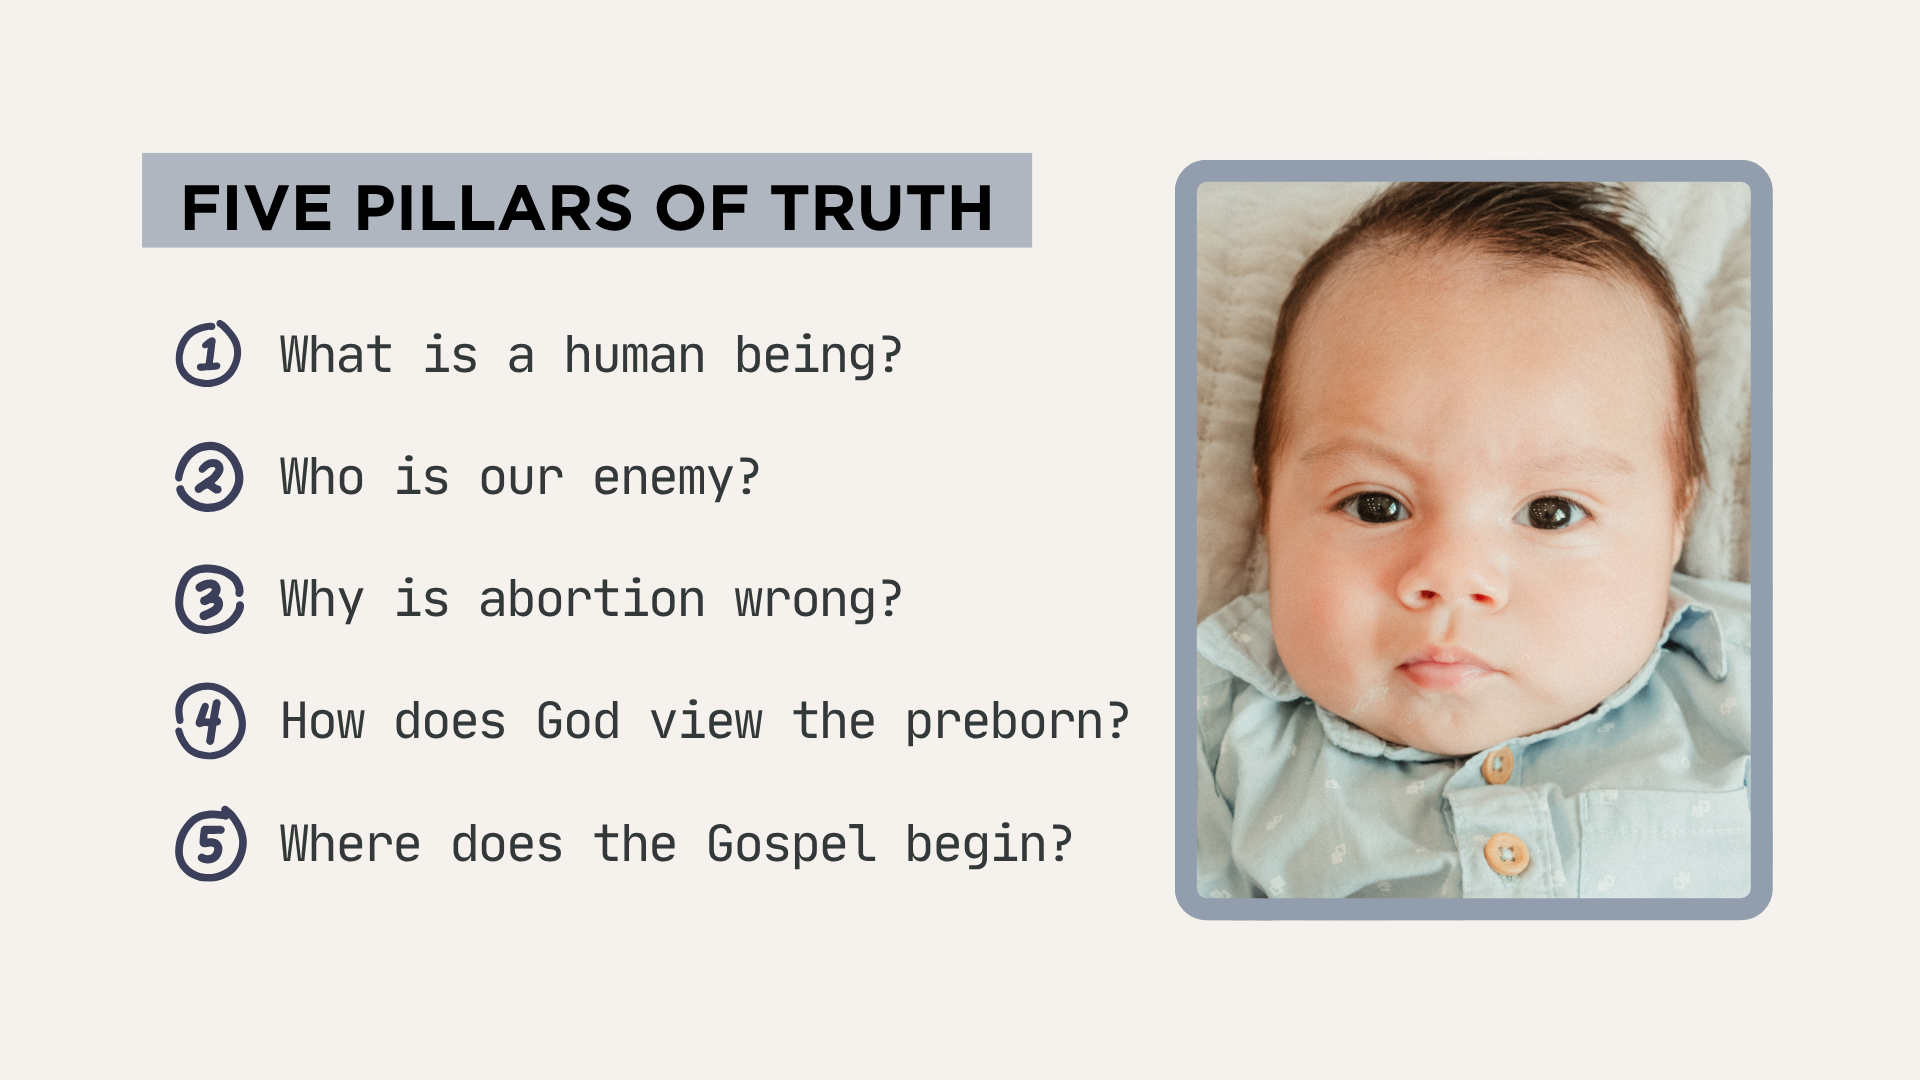 FIVE PILLARS OF TRUTH
1 What is a human being?
2 Who is our enemy?
3 Why is abortion wrong?
4 How does God view the preborn?
5 Where does the Gospel begin?